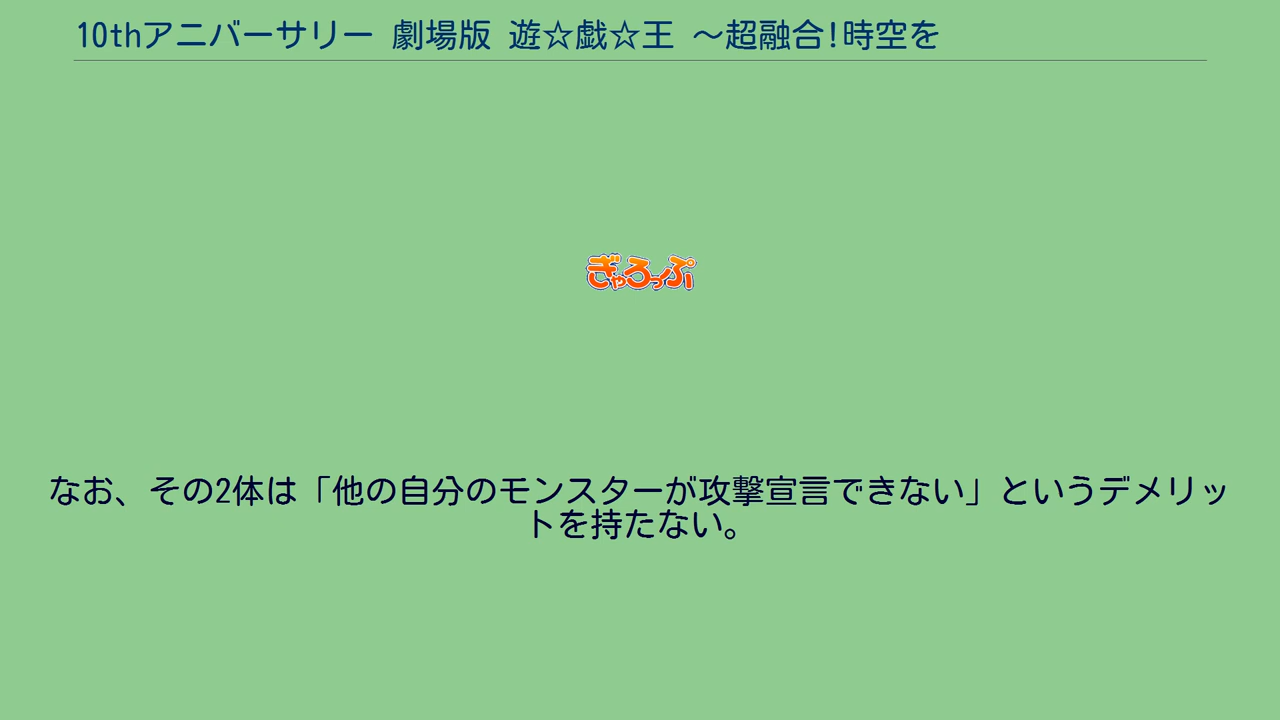 10thアニバーサリー 劇場版 遊☆戯☆王 ～超融合!時空を
ぎゃろっぷ
なお、その2体は「他の自分のモンスターが攻撃宣言できない」というデメリッ
トを持たない。